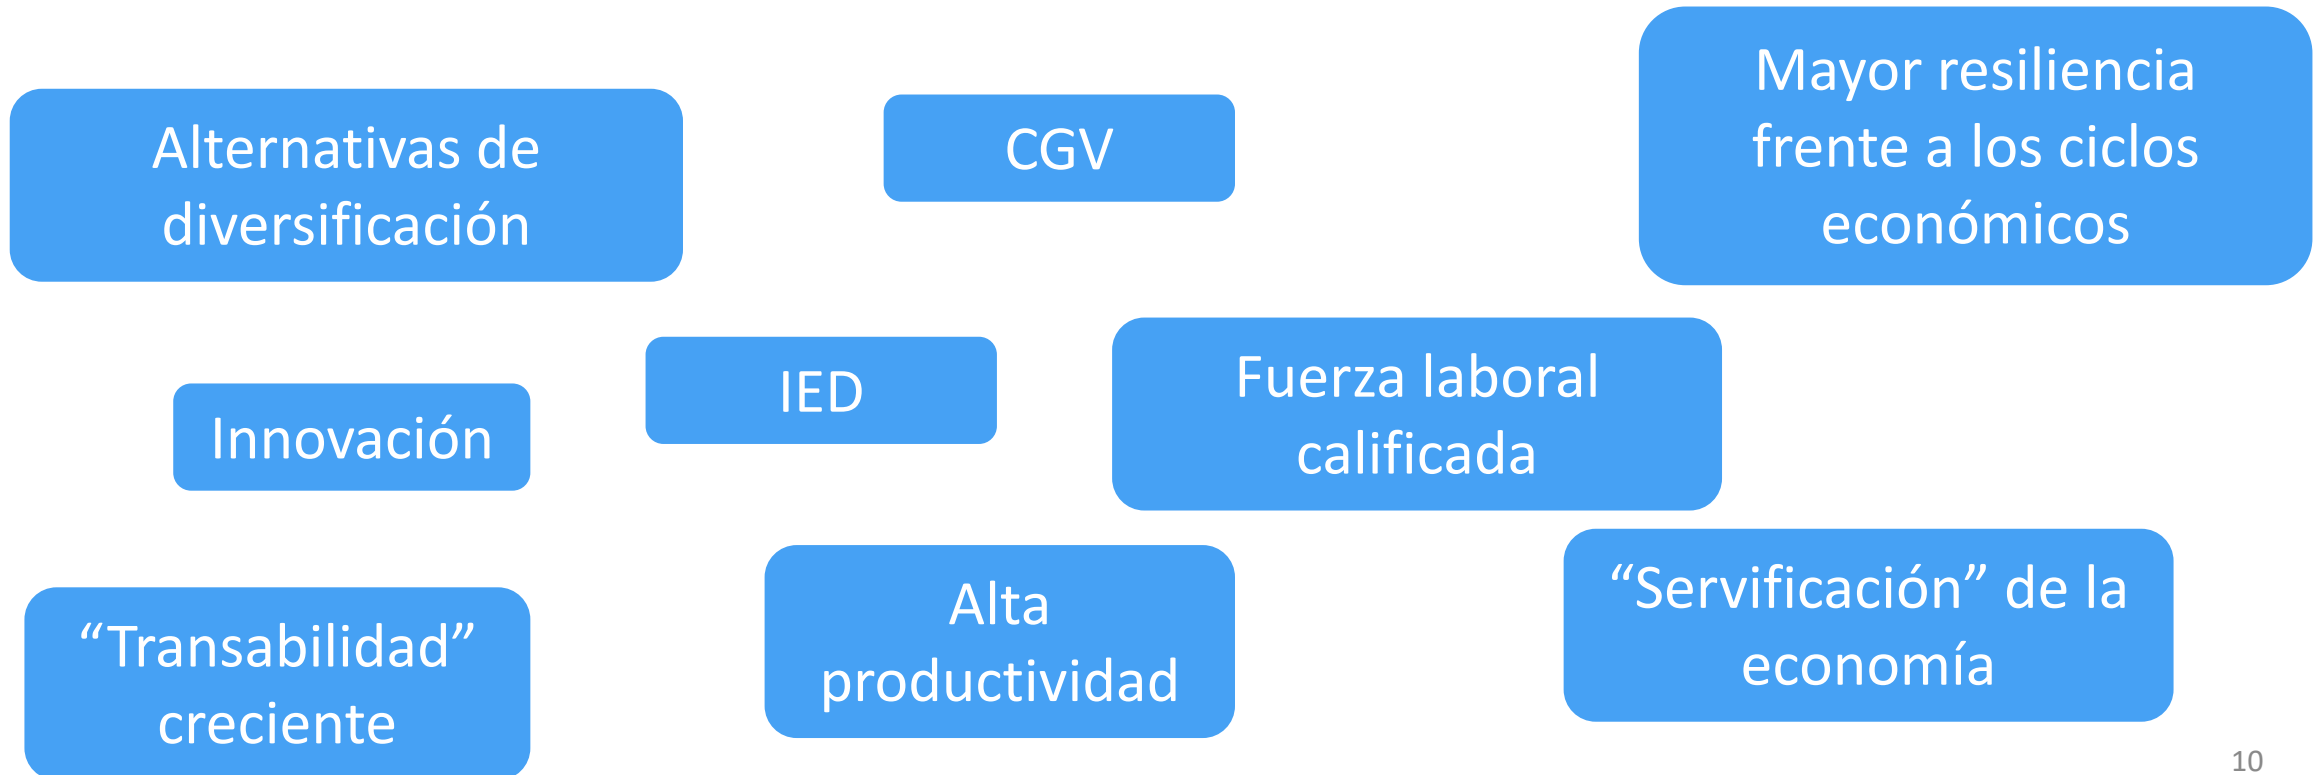 Alternativas de
diversificación
CGV
Mayor resiliencia
frente a los ciclos
económicos
Innovación
IED
Fuerza laboral
calificada
“Transabilidad”
creciente
Alta
productividad
“Servificación” de la
economía
10